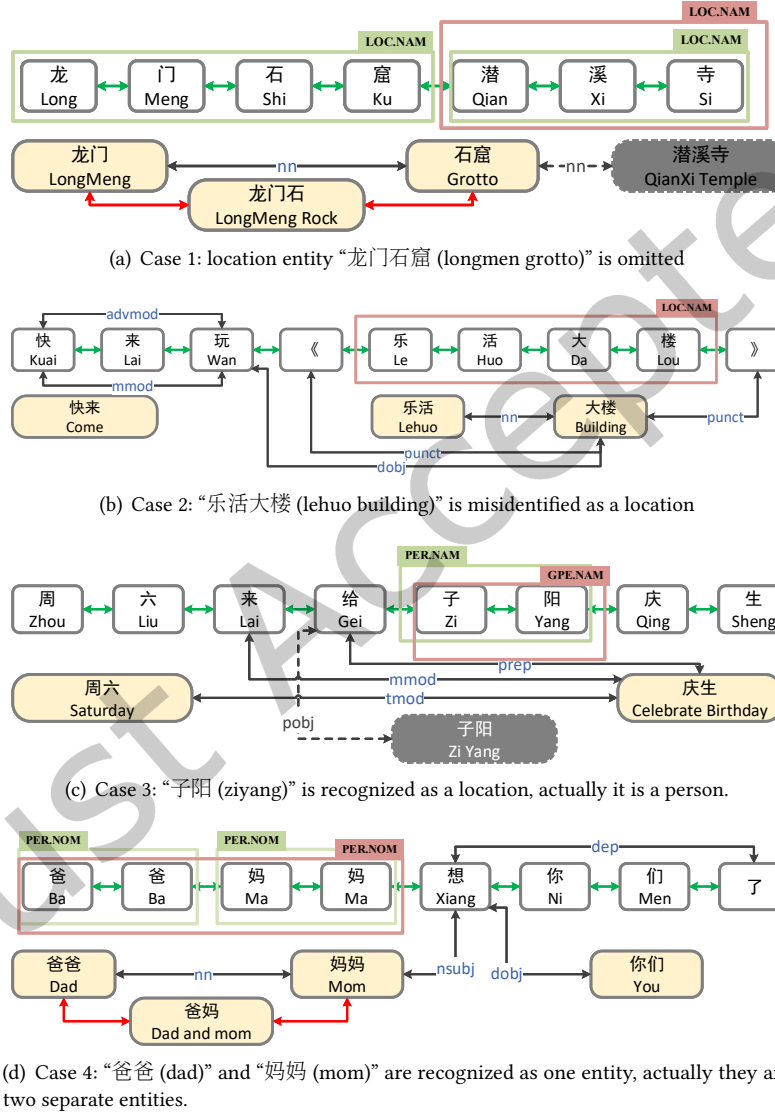 LOC.NAM
LOC.NAM LOC.NAM
龙 门 石 窟 潜 溪 寺
Long Meng Shi Ku Qian Xi Si
龙门 石窟 潜溪寺
LongMeng nn Grotto nn QianXi Temple
龙门石
LongMeng Rock
(a) Case 1: location entity “龙门石窟 (longmen grotto)” is omitted
advmod LOC.NAM
快 来 玩 《 乐 活 大 楼 》
Kuai Lai Wan Le Huo Da Lou
mmod
快来 乐活 大楼
Come Lehuo nn Building punct
punct
dobj
(b) Case 2: “乐活大楼 (lehuo building)” is misidentified as a location
PER.NAM
GPE.NAM
周 六 来 给 子 阳 庆 生
Zhou Liu Lai Gei Zi Yang Qing Sheng
prep
mmod
周六 庆生
Saturday tmod Celebrate Birthday
pobj
子阳
Zi Yang
(c) Case 3: “子阳 (ziyang)” is recognized as a location, actually it is a person.
PER.NOM PER.NOM PER.NOM dep
爸 爸 妈 妈 想 你 们 了
Ba Ba Ma Ma Xiang Ni Men
爸爸 妈妈 你们
Dad nn Mom nsubj dobj You
爸妈
Dad and mom
(d) Case 4: “爸爸 (dad)” and “妈妈 (mom)” are recognized as one entity, actually they ar
two separate entities.
ust Accepte